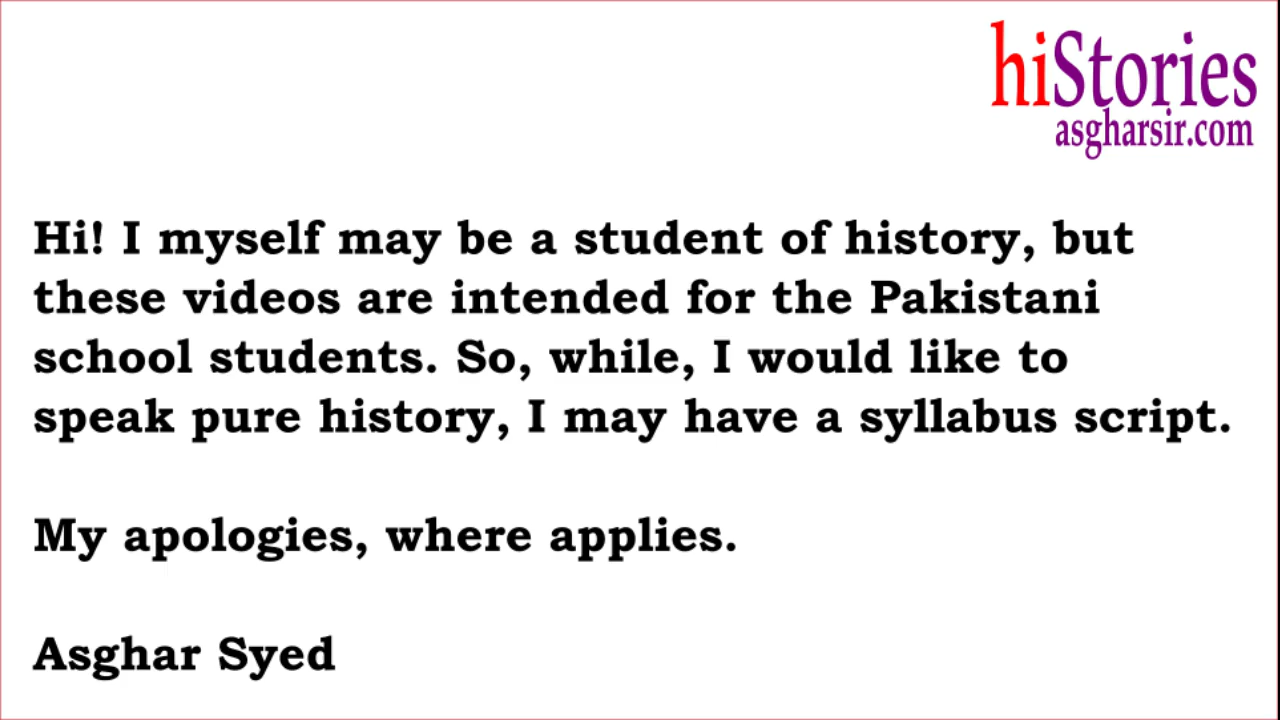 hiStories
asgharsir.com
Hi! I myself may be a student of history, but
these videos are intended for the Pakistani
school students. So, while, I would like to
speak pure history, I may have a syllabus script.
My apologies, where applies.
Asghar Syed